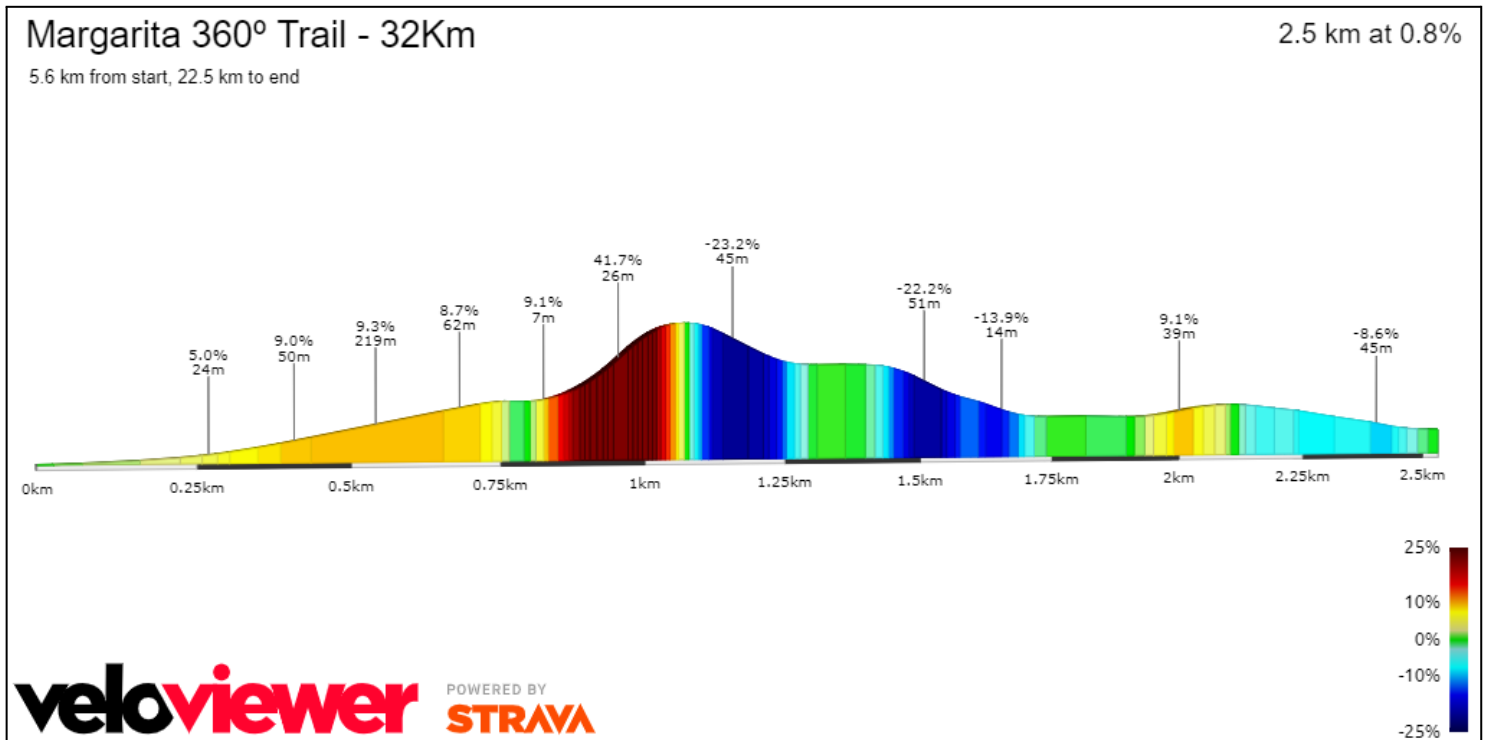 Margarita 360º Trail - 32Km
2.5 km at 0.8%
5.6 km from start, 22.5 km to end
5.0%
24m
9.0%
50m
9.3%
219m
8.7%
62m
9.1%
7m
41.7%
26m
-23.2%
45m
-22.2%
51m
-13.9%
14m
9.1%
39m
-8.6%
45m
0km
0.25km
0.5km
0.75km
1km
1.25km
1.5km
1.75km
2km
2.25km
2.5km
25%
10%
0%
-10%
-25%
veloviewer
POWERED BY
STRAVA